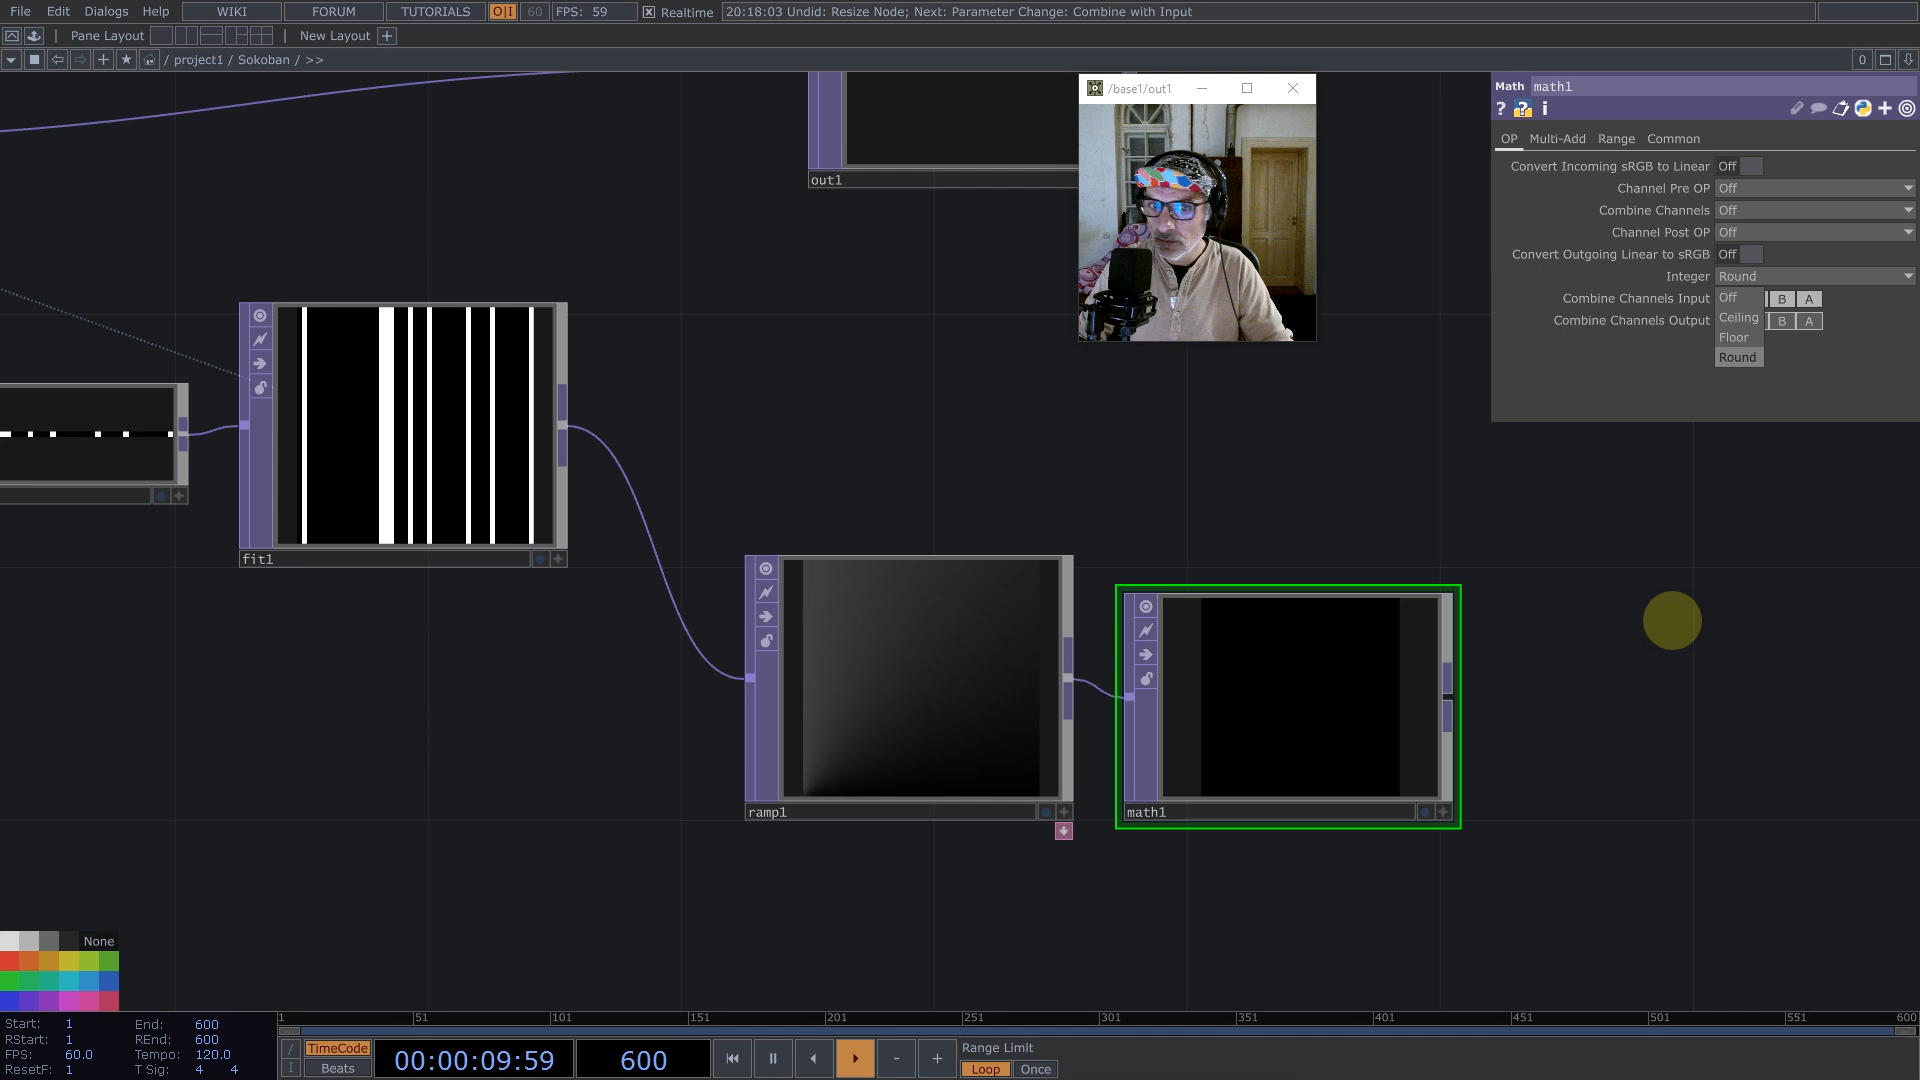 File Edit Dialogs Help WIKI FORUM TUTORIALS O|I 60 FPS: 59 Realtime 20:18:03 Undid: Resize Node; Next: Parameter Change: Combine with Input
Pane Layout New Layout +
/ project1 / Sokoban / >> 0
/base1/out1
out1
Math math1
? ? i
OP Multi-Add Range Common
Convert Incoming sRGB to Linear Off
Channel Pre OP Off
Combine Channels Off
Channel Post OP Off
Convert Outgoing Linear to sRGB Off
Integer Round
Combine Channels Input B A
Combine Channels Output B A
Off
Ceiling
Floor
Round
fit1
ramp1
math1
None
Start: 1 End: 600
RStart: 1 REnd: 600
FPS: 60.0 Tempo: 120.0
ResetF: 1 T Sig: 4 4
1 51 101 151 201 251 301 351 401 451 501 551 600
TimeCode
Beats
00:00:09:59 600
- +
Range Limit
Loop Once